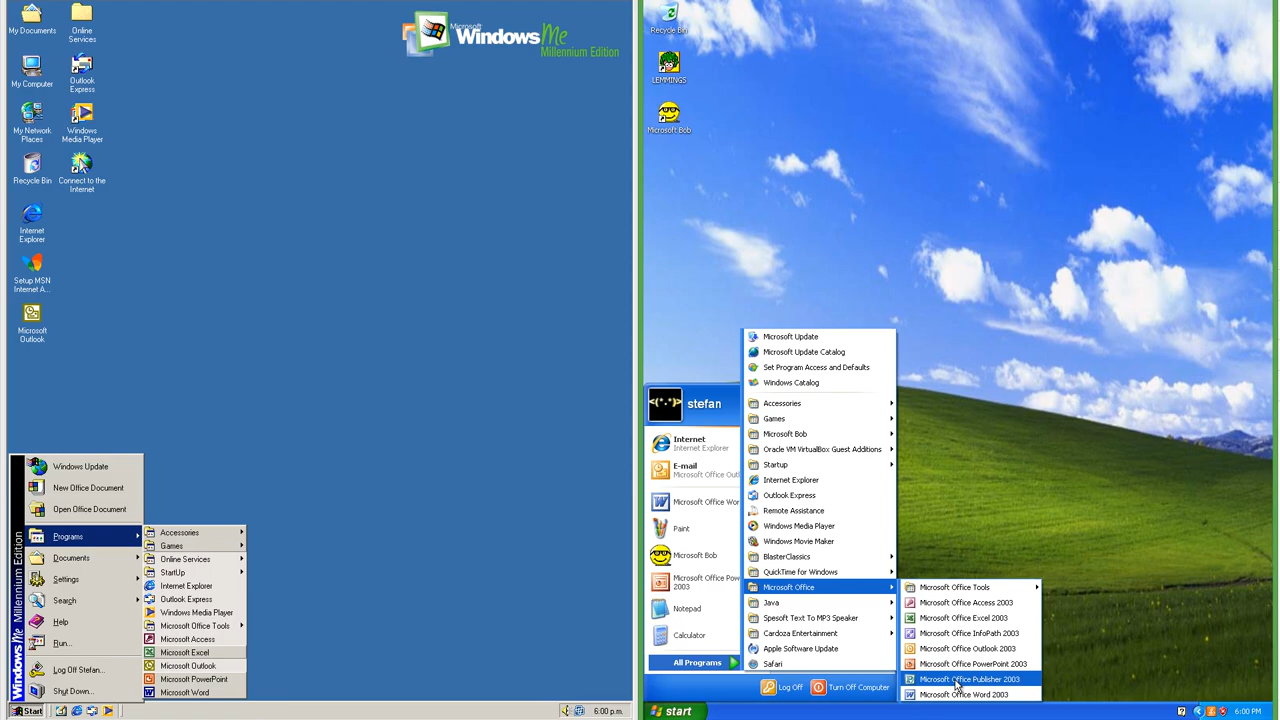 My Documents
Online
Services
My Computer
Outlook
Express
My Network
Places
Windows
Media Player
Recycle Bin
Connect to the
Internet
Internet
Explorer
Setup MSN
Internet A...
Microsoft
Outlook
Microsoft
Windows Me
Millennium Edition
Windows Update
New Office Document
Open Office Document
Programs
Documents
Settings
Search
Help
Run...
Log Off Stefan...
Shut Down...
Windows Me Millennium Edition
Accessories
Games
Online Services
StartUp
Internet Explorer
Outlook Express
Windows Media Player
Microsoft Office Tools
Microsoft Access
Microsoft Excel
Microsoft Outlook
Microsoft PowerPoint
Microsoft Word
Start
6:00 p.m.
Recycle Bin
LEMMINGS
Microsoft Bob
stefan
Internet
Internet Explorer
E-mail
Microsoft Office Outl
Microsoft Office Wor
Paint
Microsoft Bob
Microsoft Office Pow
2003
Notepad
Calculator
All Programs
Log Off
Turn Off Computer
Microsoft Update
Microsoft Update Catalog
Set Program Access and Defaults
Windows Catalog
Accessories
Games
Microsoft Bob
Oracle VM VirtualBox Guest Additions
Startup
Internet Explorer
Outlook Express
Remote Assistance
Windows Media Player
Windows Movie Maker
BlasterClassics
QuickTime for Windows
Microsoft Office
Java
Spesoft Text To MP3 Speaker
Cardoza Entertainment
Apple Software Update
Safari
Microsoft Office Tools
Microsoft Office Access 2003
Microsoft Office Excel 2003
Microsoft Office InfoPath 2003
Microsoft Office Outlook 2003
Microsoft Office PowerPoint 2003
Microsoft Office Publisher 2003
Microsoft Office Word 2003
start
6:00 PM